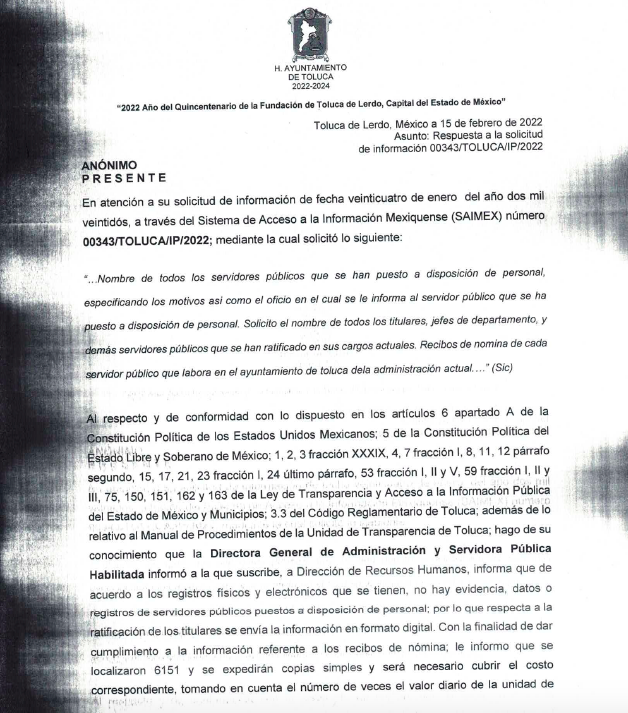 H. AYUNTAMIENTO
DE TOLUCA
2022-2024
"2022 Año del Quincentenario de la Fundación de Toluca de Lerdo, Capital del Estado de México"
Toluca de Lerdo, México a 15 de febrero de 2022
Asunto: Respuesta a la solicitud
de información 00343/TOLUCA/IP/2022
ANÓNIMO
P R E S E N T E
En atención a su solicitud de información de fecha veinticuatro de enero del año dos mil
veintidós, a través del Sistema de Acceso a la Información Mexiquense (SAIMEX) número
00343/TOLUCA/IP/2022; mediante la cual solicitó lo siguiente:
"...Nombre de todos los servidores públicos que se han puesto a disposición de personal,
especificando los motivos asi como el oficio en el cual se le informa al servidor público que se ha
puesto a disposición de personal. Solicito el nombre de todos los titulares, jefes de departamento, y
demás servidores públicos que se han ratificado en sus cargos actuales. Recibos de nomina de cada
servidor público que labora en el ayuntamiento de toluca dela administración actual...." (Sic)
Al respecto y de conformidad con lo dispuesto en los artículos 6 apartado A de la
Constitución Política de los Estados Unidos Mexicanos; 5 de la Constitución Política del
Estado Libre y Soberano de México; 1, 2, 3 fracción XXXIX, 4, 7 fracción I, 8, 11, 12 párrafo
segundo, 15, 17, 21, 23 fracción I, 24 último párrafo, 53 fracción I, II y V, 59 fracción I, II y
III, 75, 150, 151, 162 y 163 de la Ley de Transparencia y Acceso a la Información Pública
del Estado de México y Municipios; 3.3 del Código Reglamentario de Toluca; además de lo
relativo al Manual de Procedimientos de la Unidad de Transparencia de Toluca; hago de su
conocimiento que la Directora General de Administración y Servidora Pública
Habilitada informó a la que suscribe, a Dirección de Recursos Humanos, informa que de
acuerdo a los registros físicos y electrónicos que se tienen, no hay evidencia, datos o
registros de servidores públicos puestos a disposición de personal; por lo que respecta a la
ratificación de los titulares se envía la información en formato digital. Con la finalidad de dar
cumplimiento a la información referente a los recibos de nómina; le informo que se
localizaron 6151 y se expedirán copias simples y será necesario cubrir el costo
correspondiente, tomando en cuenta el número de veces el valor diario de la unidad de